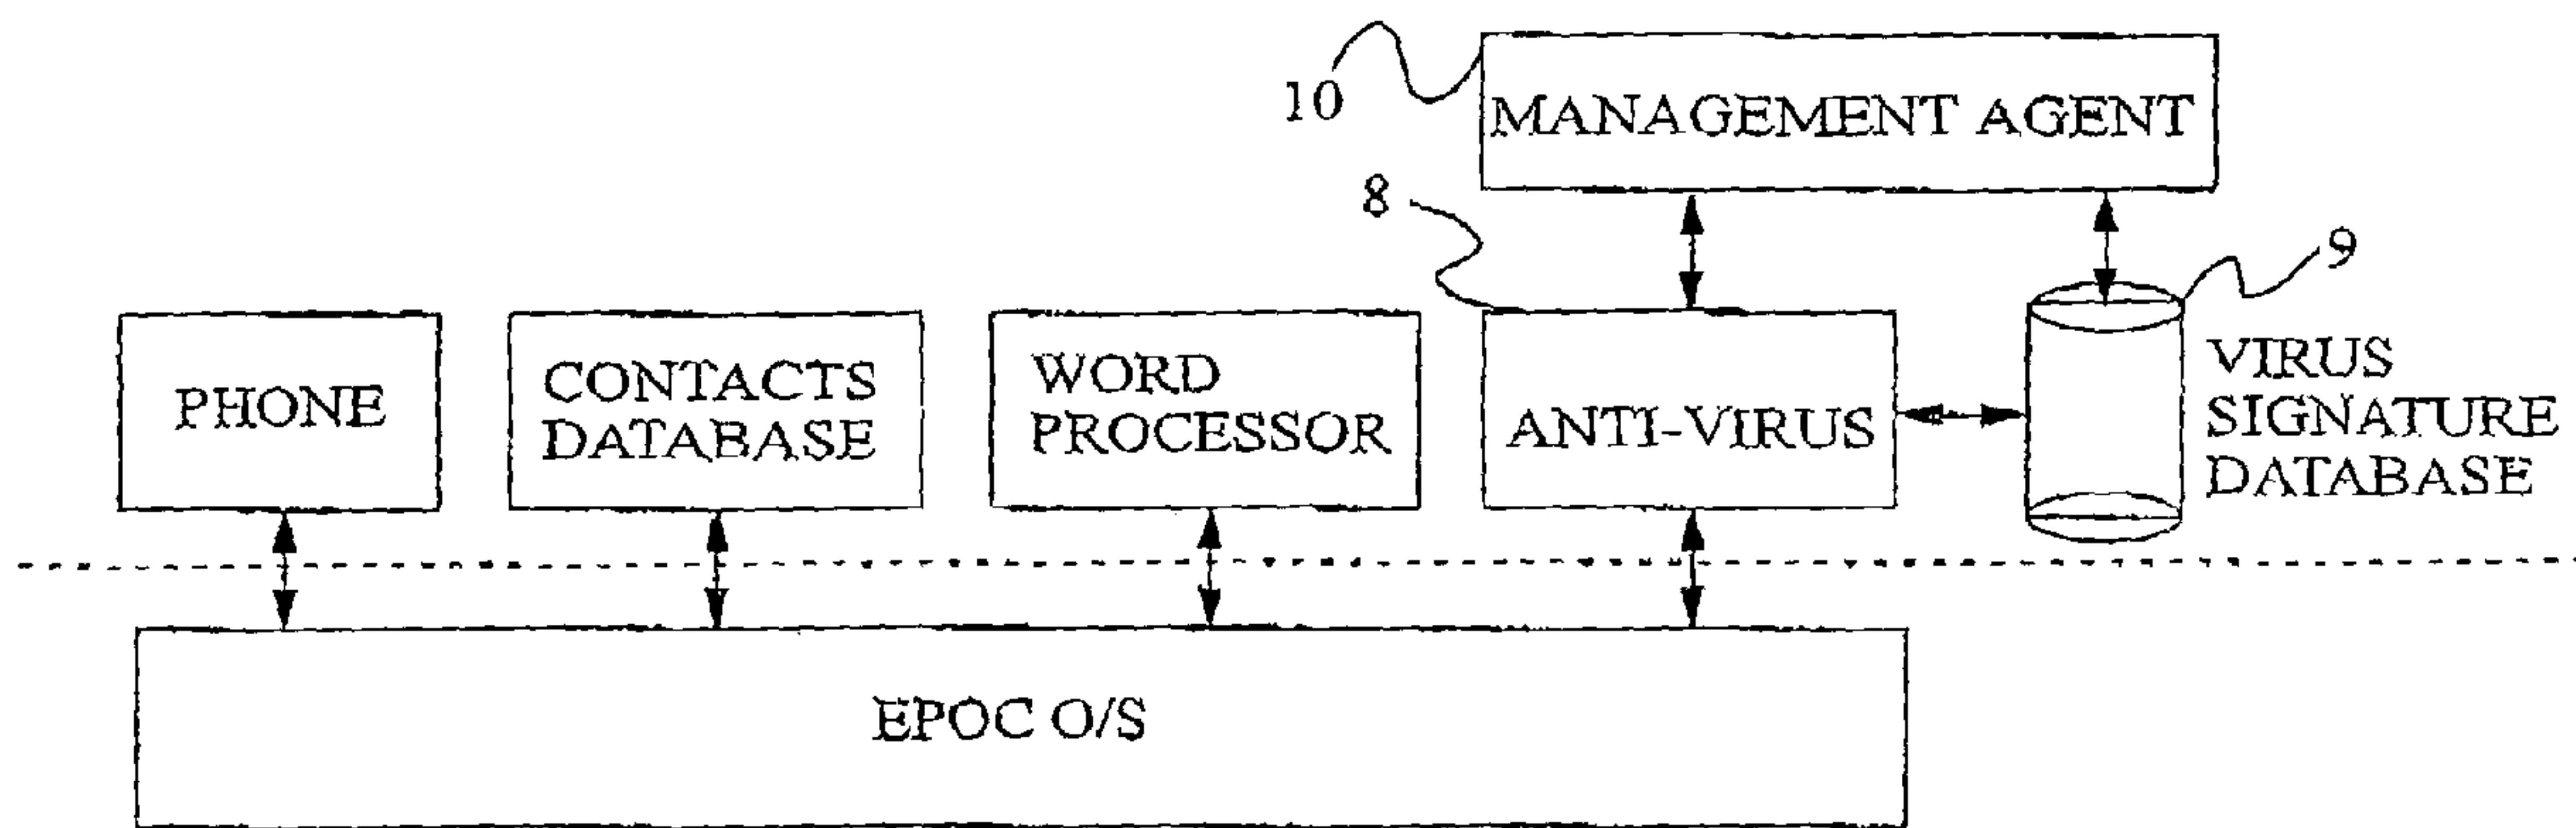 10
MANAGEMENT AGENT
8
9
PHONE
CONTACTS
DATABASE
WORD
PROCESSOR
ANTI-VIRUS
VIRUS
SIGNATURE
DATABASE
EPOC O/S